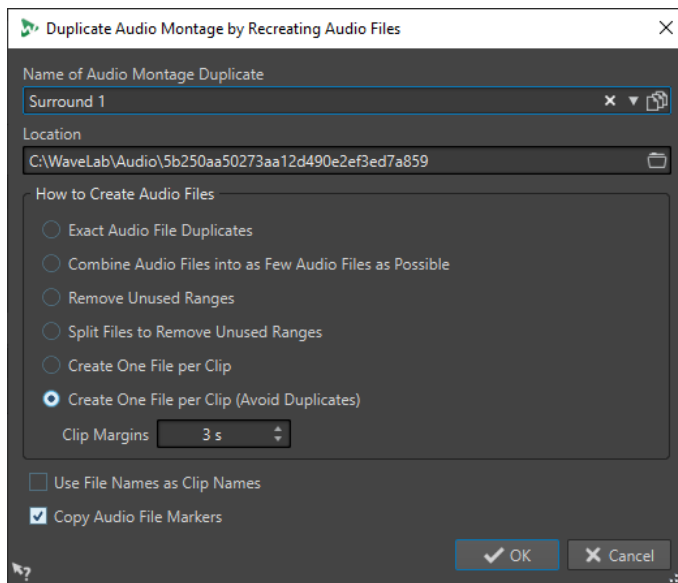 Duplicate Audio Montage by Recreating Audio Files
Name of Audio Montage Duplicate
Surround 1
Location
C:\WaveLab\Audio\5b250aa50273aa12d490e2ef3ed7a859
How to Create Audio Files
Exact Audio File Duplicates
Combine Audio Files into as Few Audio Files as Possible
Remove Unused Ranges
Split Files to Remove Unused Ranges
Create One File per Clip
Create One File per Clip (Avoid Duplicates)
Clip Margins 3 s
Use File Names as Clip Names
Copy Audio File Markers
OK Cancel